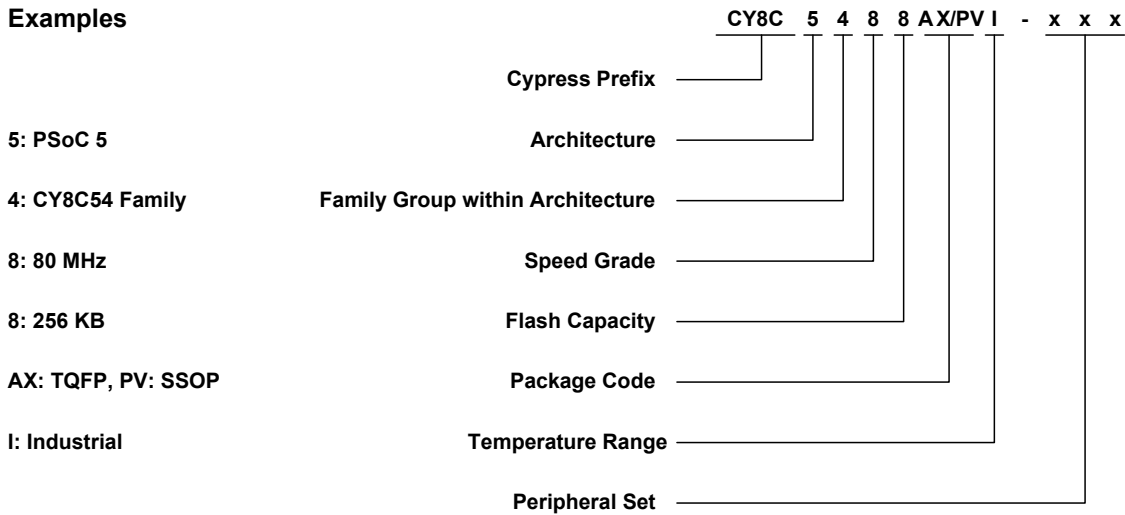 Examples CY8C 5 4 8 8 AX/PV I - x x x
Cypress Prefix
5: PSoC 5 Architecture
4: CY8C54 Family Family Group within Architecture
8: 80 MHz Speed Grade
8: 256 KB Flash Capacity
AX: TQFP, PV: SSOP Package Code
I: Industrial Temperature Range
Peripheral Set